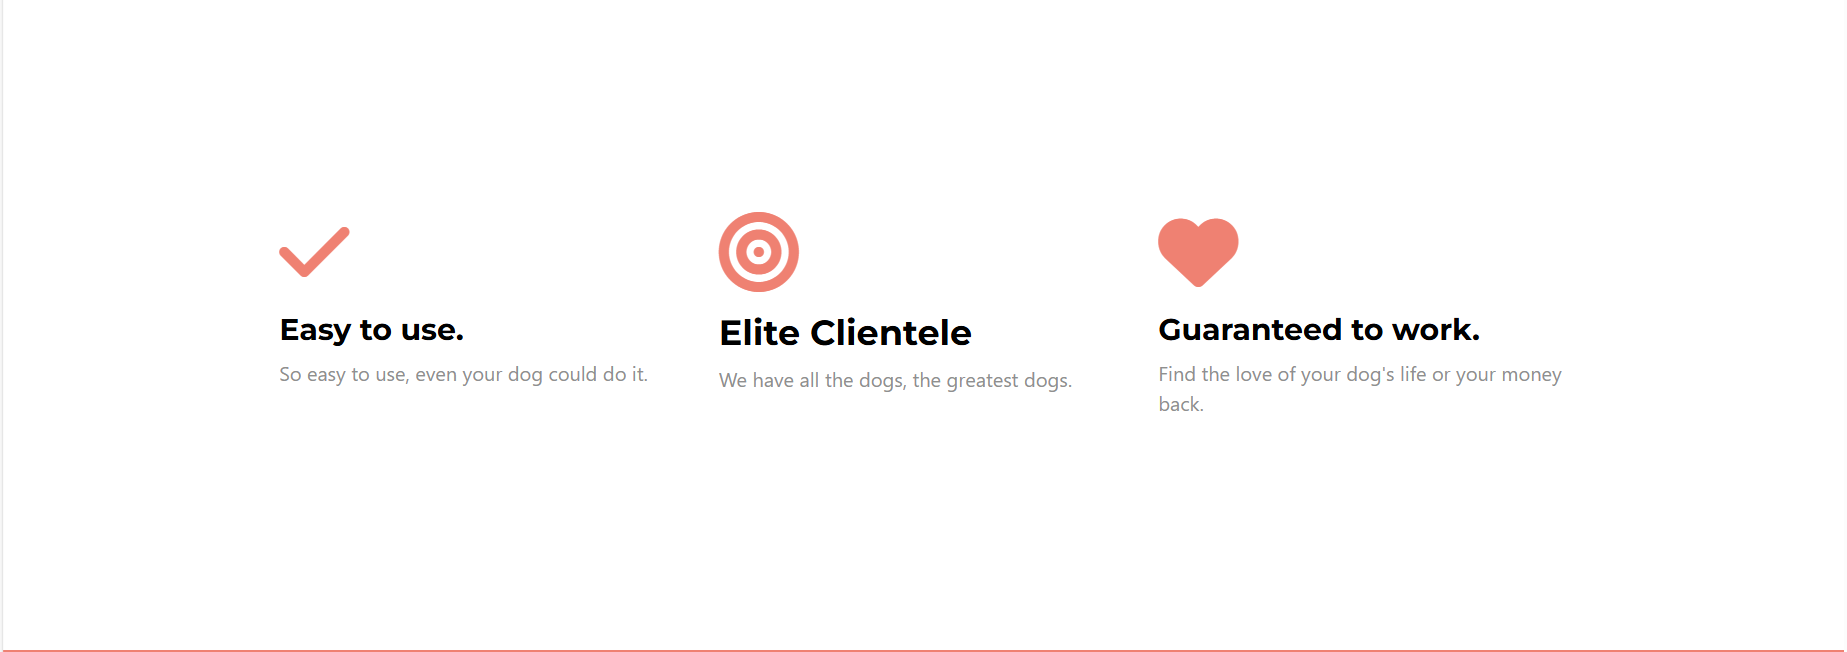 Easy to use.
So easy to use, even your dog could do it.
Elite Clientele
We have all the dogs, the greatest dogs.
Guaranteed to work.
Find the love of your dog's life or your money
back.